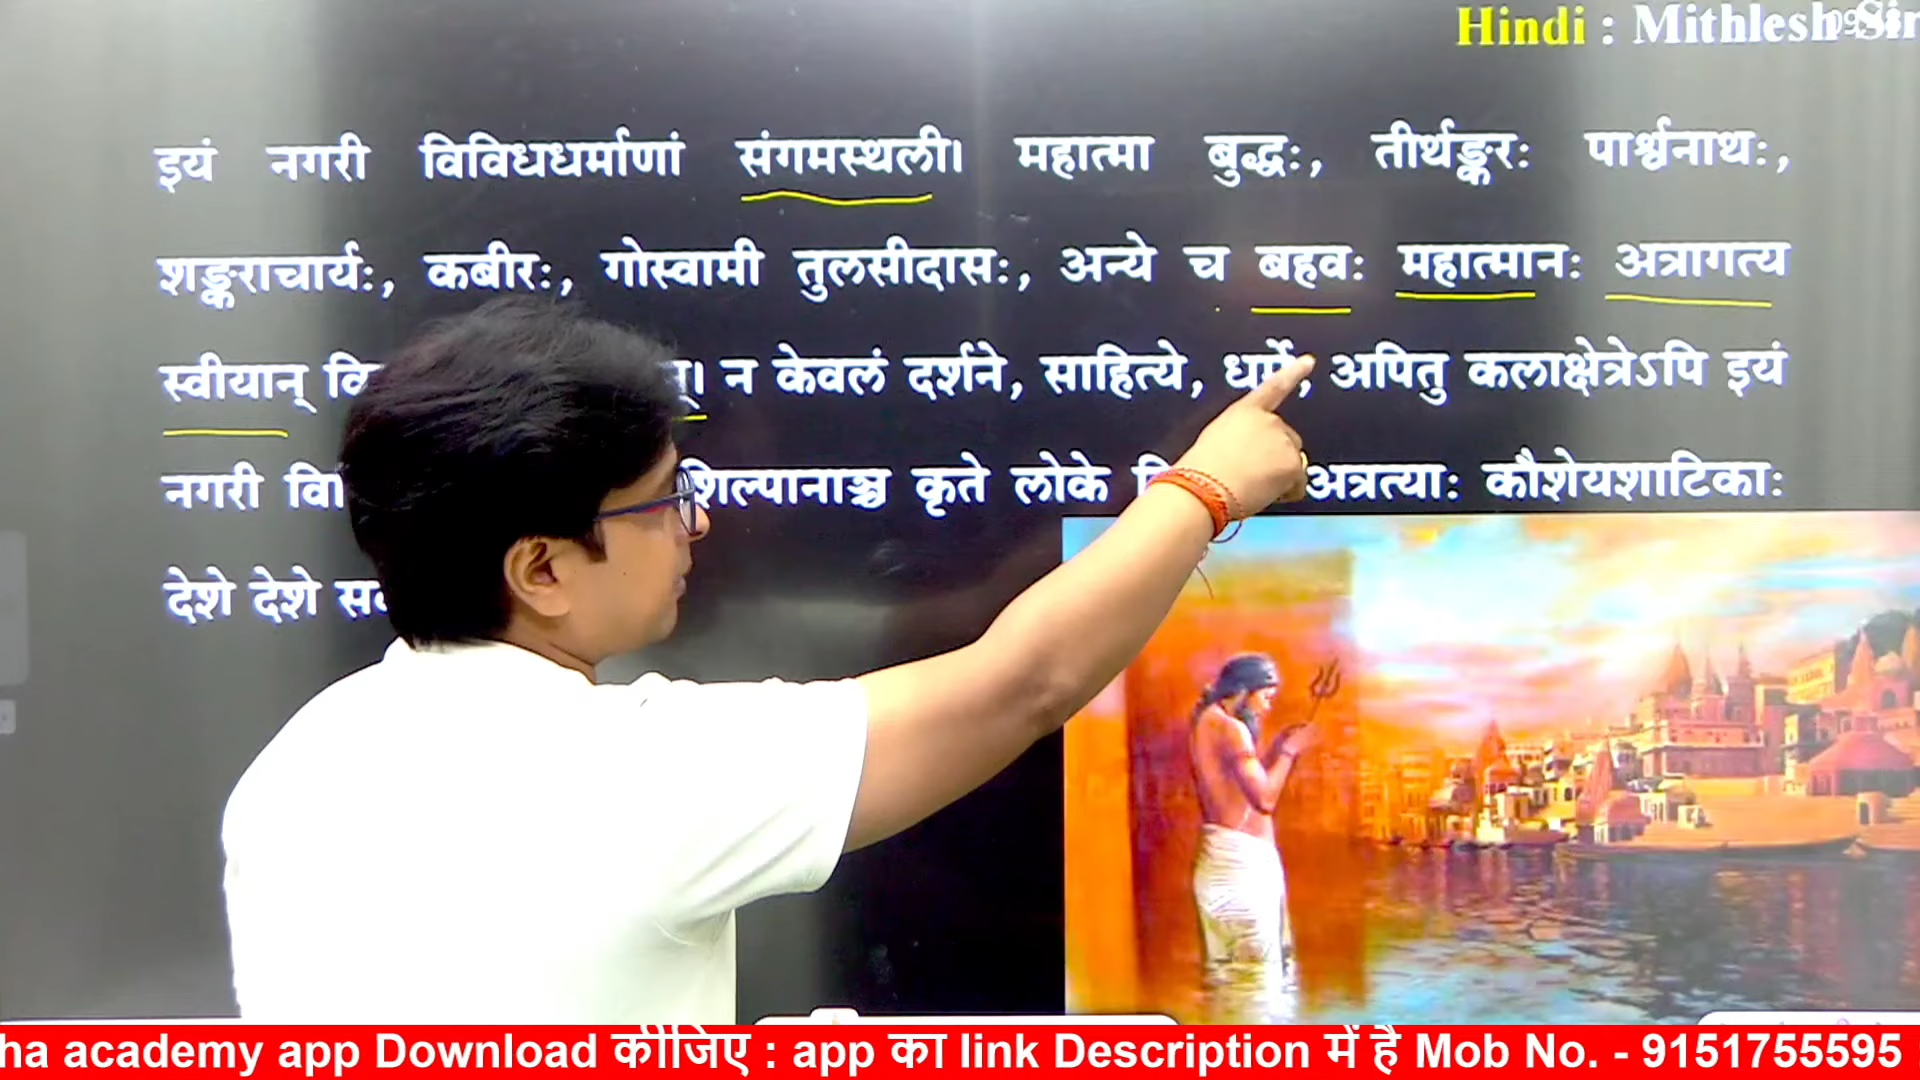 Hindi : Mithlesh Sir
इयं नगरी विविधधर्माणां संगमस्थली। महात्मा बुद्धः, तीर्थङ्करः पार्श्वनाथः,
शङ्कराचार्यः, कबीरः, गोस्वामी तुलसीदासः, अन्ये च बहवः महात्मानः अत्रागत्य
स्वीयान् न केवलं दर्शने, साहित्ये, धर्मे, अपितु कलाक्षेत्रेऽपि इयं
नगरी शिल्पानाञ्च कृते लोके अत्रत्याः कौशेयशाटिकाः
देशे देशे
ha academy app Download कीजिए : app का link Description में है Mob No. - 9151755595